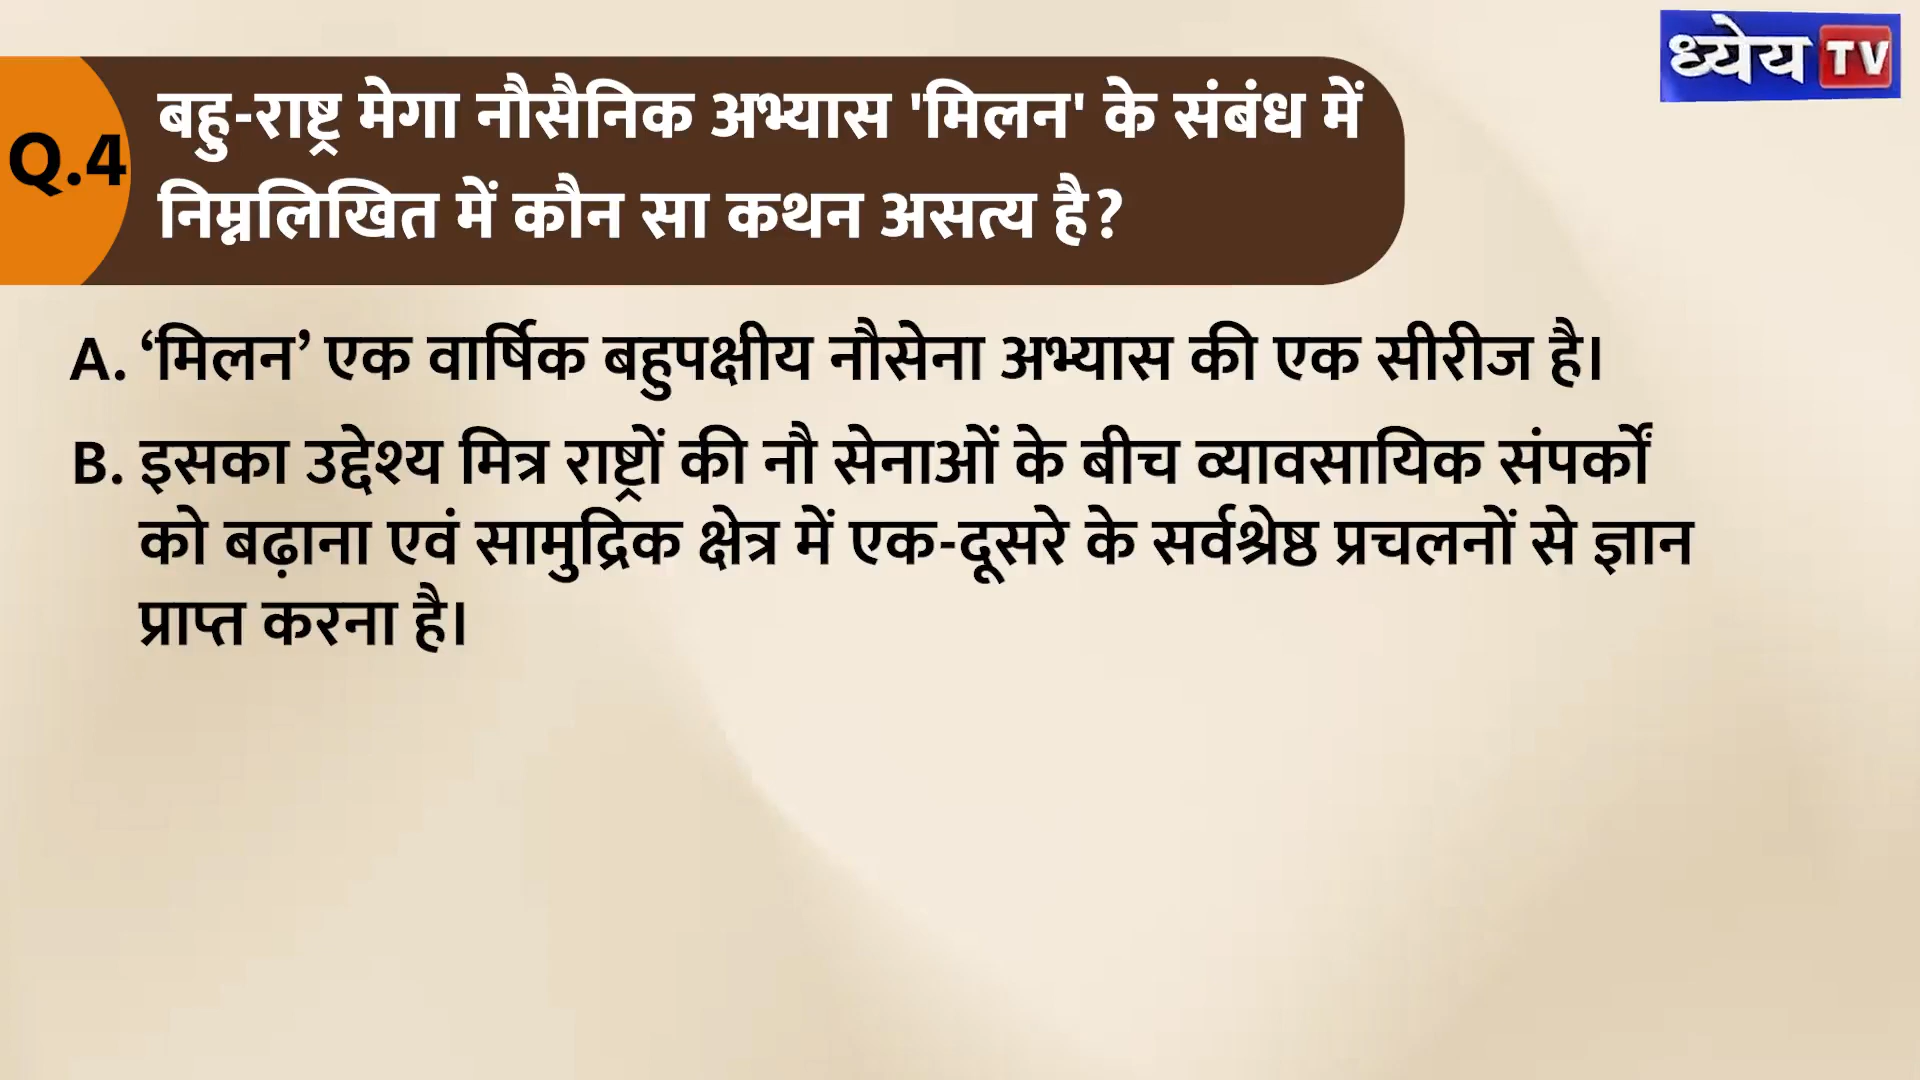 ध्येय TV
Q.4
बहु-राष्ट्र मेगा नौसैनिक अभ्यास 'मिलन' के संबंध में
निम्नलिखित में कौन सा कथन असत्य है?
A. ‘मिलन’ एक वार्षिक बहुपक्षीय नौसेना अभ्यास की एक सीरीज है।
B. इसका उद्देश्य मित्र राष्ट्रों की नौ सेनाओं के बीच व्यावसायिक संपर्कों
को बढ़ाना एवं सामुद्रिक क्षेत्र में एक-दूसरे के सर्वश्रेष्ठ प्रचलनों से ज्ञान
प्राप्त करना है।